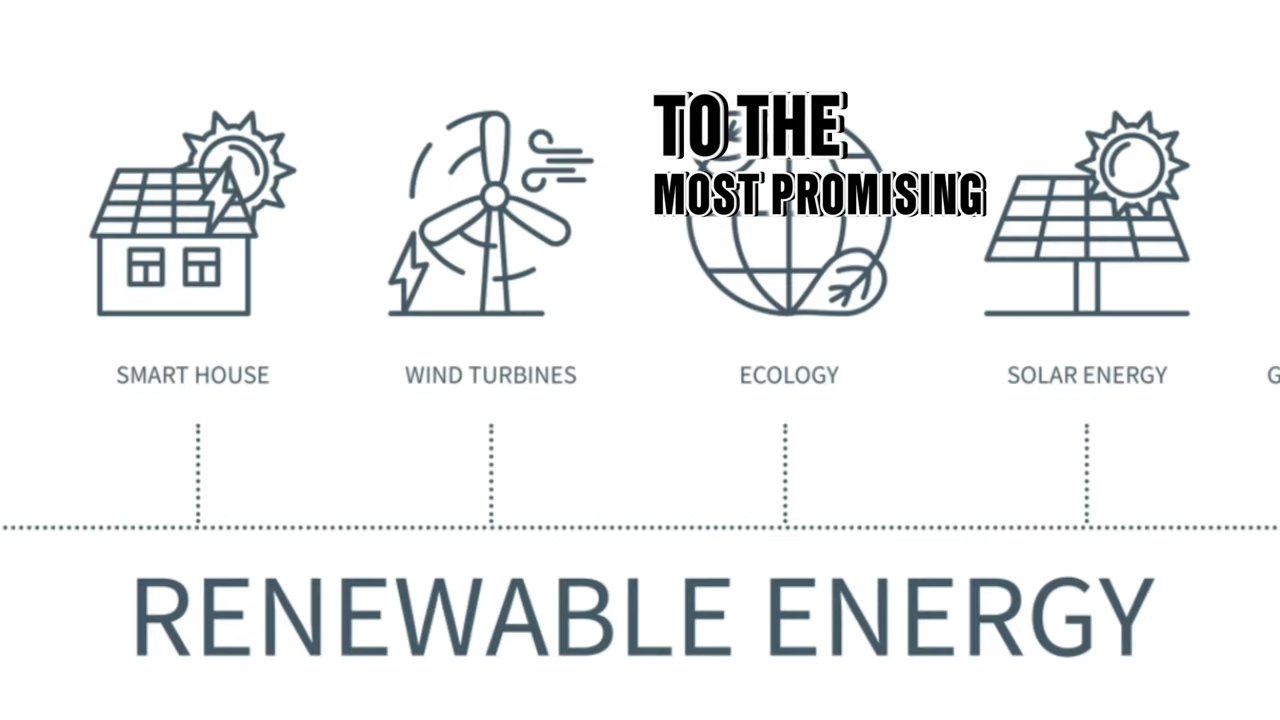 TO THE
MOST PROMISING
SMART HOUSE
WIND TURBINES
ECOLOGY
SOLAR ENERGY
G
RENEWABLE ENERGY